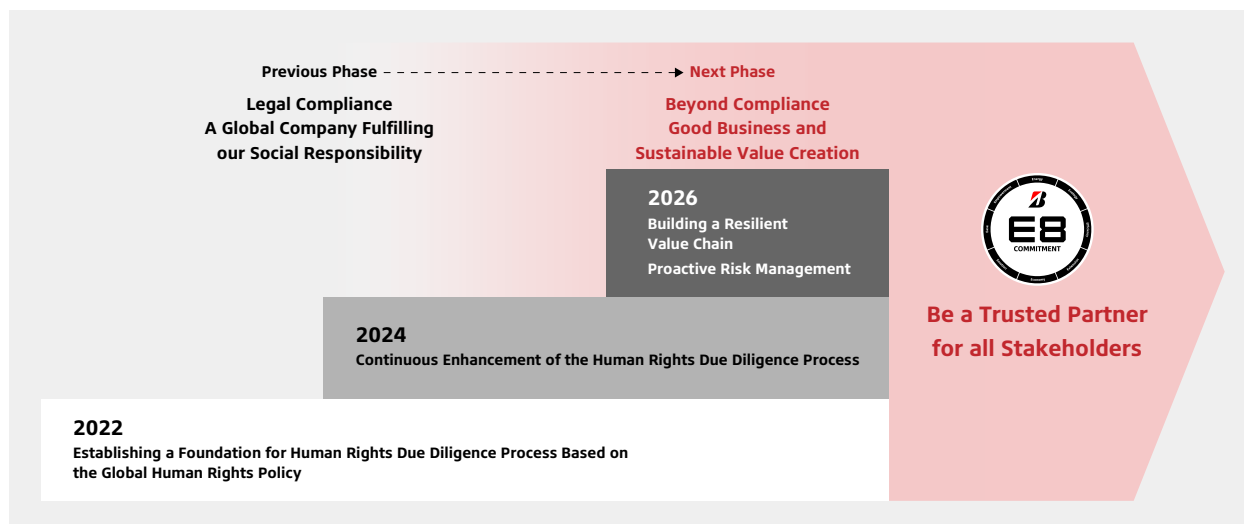 Previous Phase
Next Phase
Legal Compliance
A Global Company Fulfilling
our Social Responsibility
Beyond Compliance
Good Business and
Sustainable Value Creation
2026
Building a Resilient
Value Chain
Proactive Risk Management
E8
COMMITMENT
Be a Trusted Partner
for all Stakeholders
2024
Continuous Enhancement of the Human Rights Due Diligence Process
2022
Establishing a Foundation for Human Rights Due Diligence Process Based on
the Global Human Rights Policy